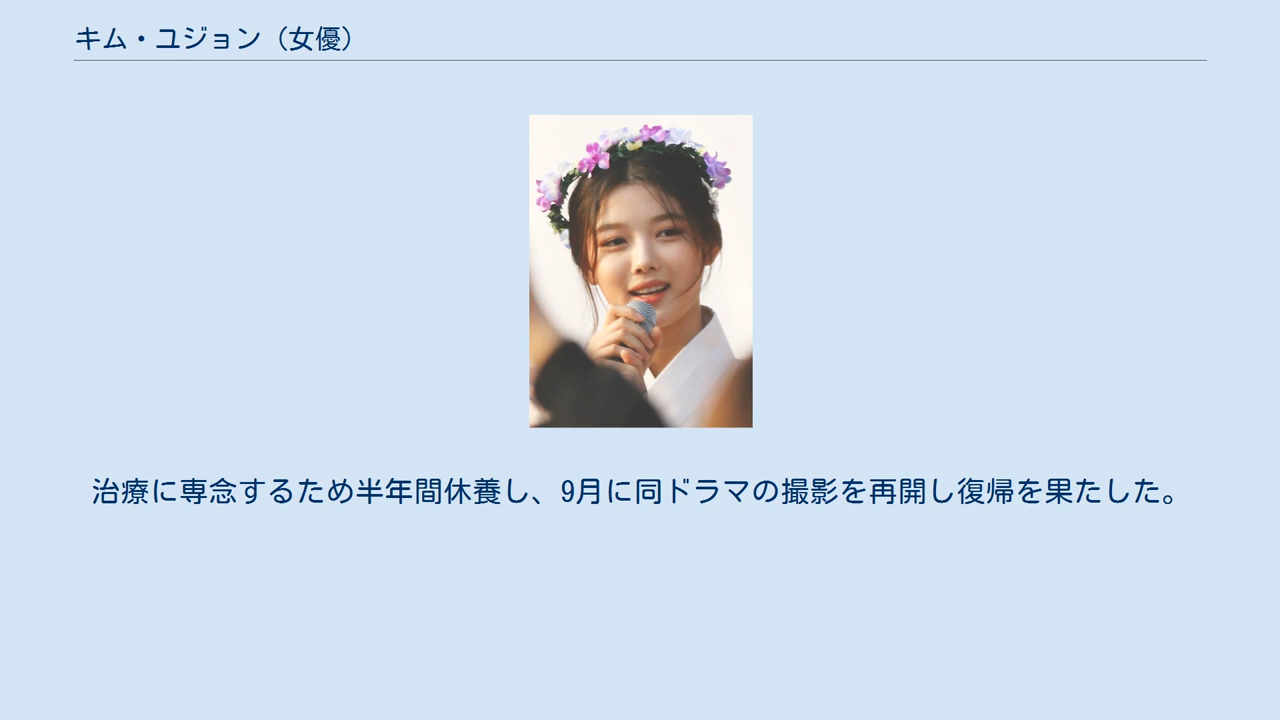 キム・ユジョン（女優）
治療に専念するため半年間休養し、9月に同ドラマの撮影を再開し復帰を果たした。